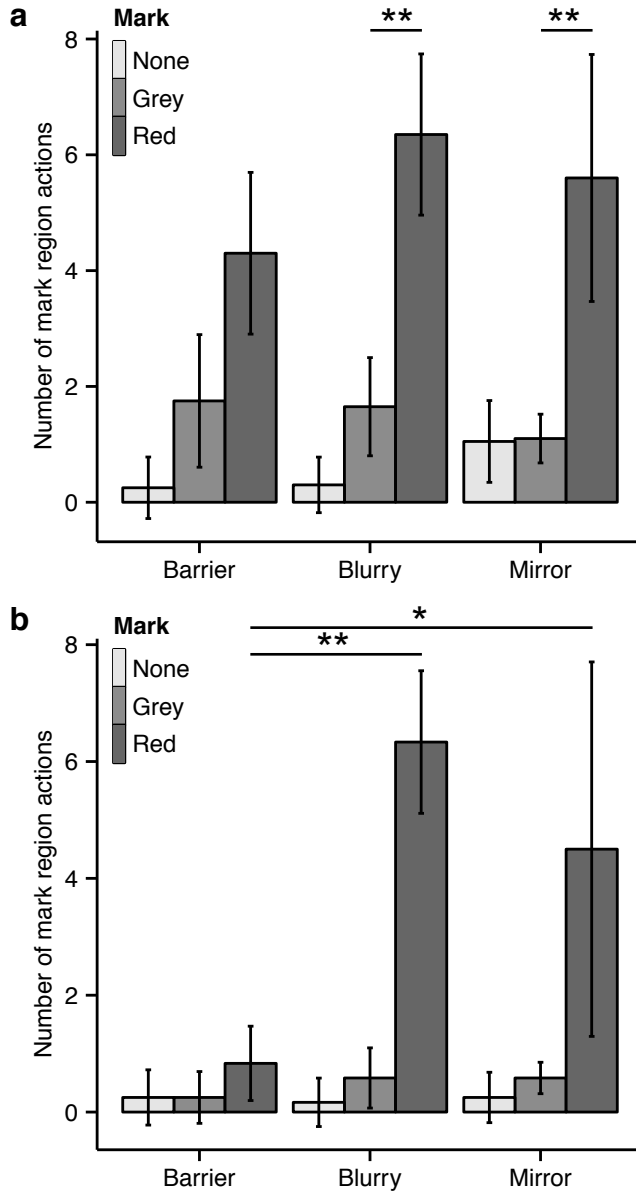 a
Mark
None
Grey
Red
** **
8
6
4
2
0
Number of mark region actions
Barrier Blurry Mirror
b
Mark
None
Grey
Red
*
**
8
6
4
2
0
Number of mark region actions
Barrier Blurry Mirror